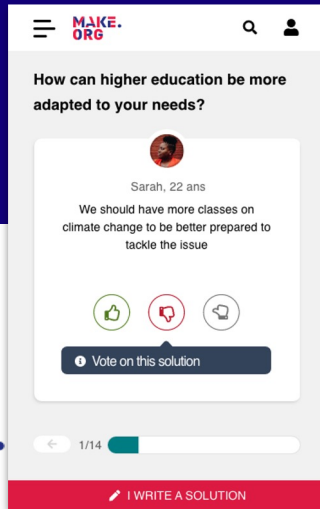 MAKE.
ORG
How can higher education be more
adapted to your needs?
Sarah, 22 ans
We should have more classes on
climate change to be better prepared to
tackle the issue
Vote on this solution
1/14
I WRITE A SOLUTION